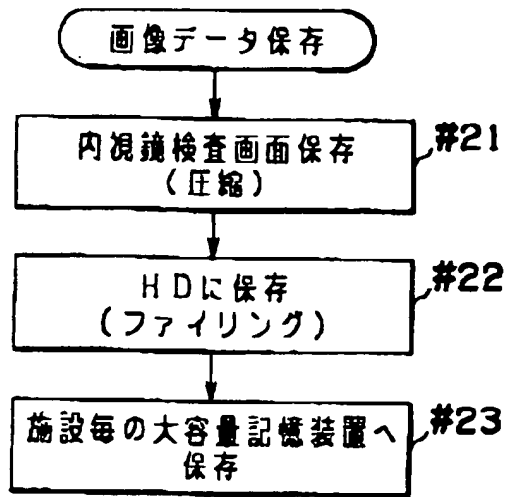 画像データ保存
内視鏡検査画面保存
(圧縮)
#21
HDに保存
(ファイリング)
#22
施設毎の大容量記憶装置へ
保存
#23